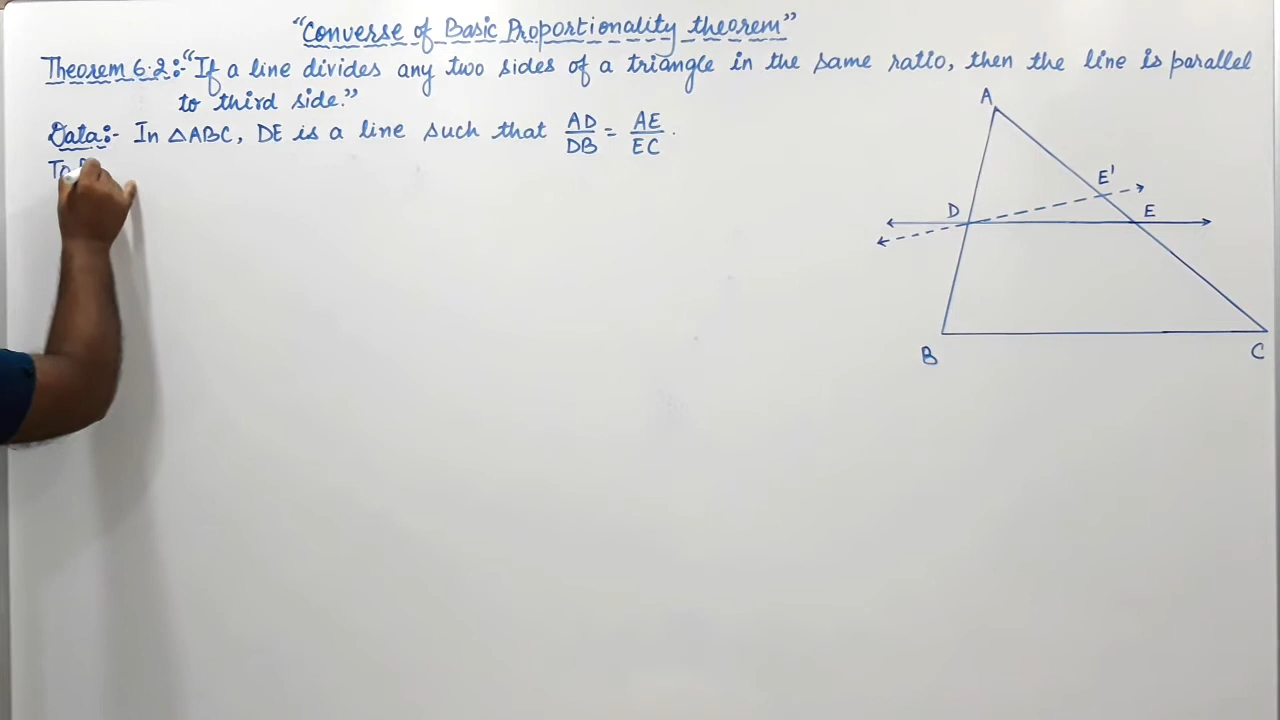 "Converse of Basic Proportionality theorem"
Theorem 6.2:- "If a line divides any two sides of a triangle in the same ratio, then the line is parallel
to third side."
Data:- In △ABC, DE is a line such that AD/DB = AE/EC.
To
A
E'
D
E
B
C